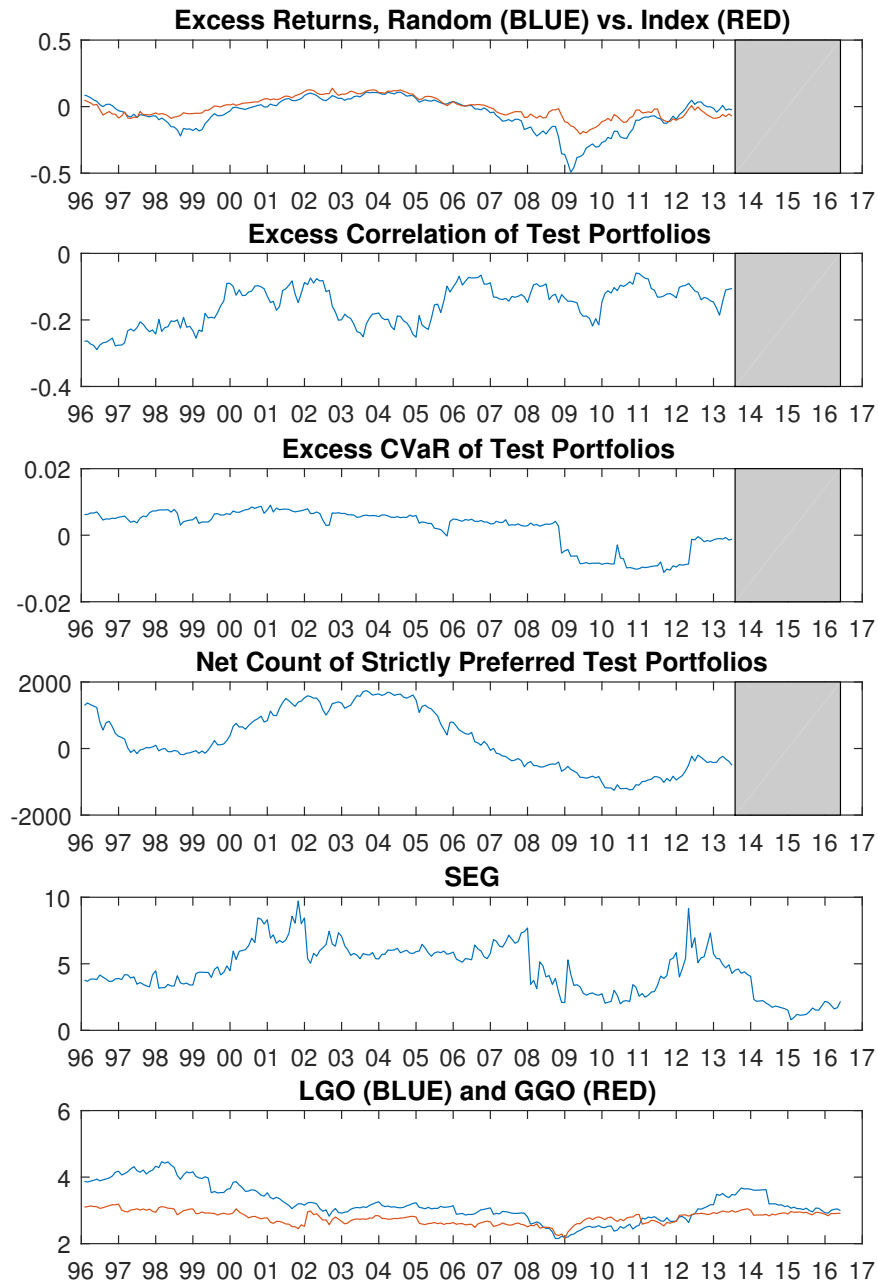 Excess Returns, Random (BLUE) vs. Index (RED)
0.5
0
-0.5
96 97 98 99 00 01 02 03 04 05 06 07 08 09 10 11 12 13 14 15 16 17
Excess Correlation of Test Portfolios
0
-0.2
-0.4
96 97 98 99 00 01 02 03 04 05 06 07 08 09 10 11 12 13 14 15 16 17
Excess CVaR of Test Portfolios
0.02
0
-0.02
96 97 98 99 00 01 02 03 04 05 06 07 08 09 10 11 12 13 14 15 16 17
Net Count of Strictly Preferred Test Portfolios
2000
0
-2000
96 97 98 99 00 01 02 03 04 05 06 07 08 09 10 11 12 13 14 15 16 17
SEG
10
5
0
96 97 98 99 00 01 02 03 04 05 06 07 08 09 10 11 12 13 14 15 16 17
LGO (BLUE) and GGO (RED)
6
4
2
96 97 98 99 00 01 02 03 04 05 06 07 08 09 10 11 12 13 14 15 16 17